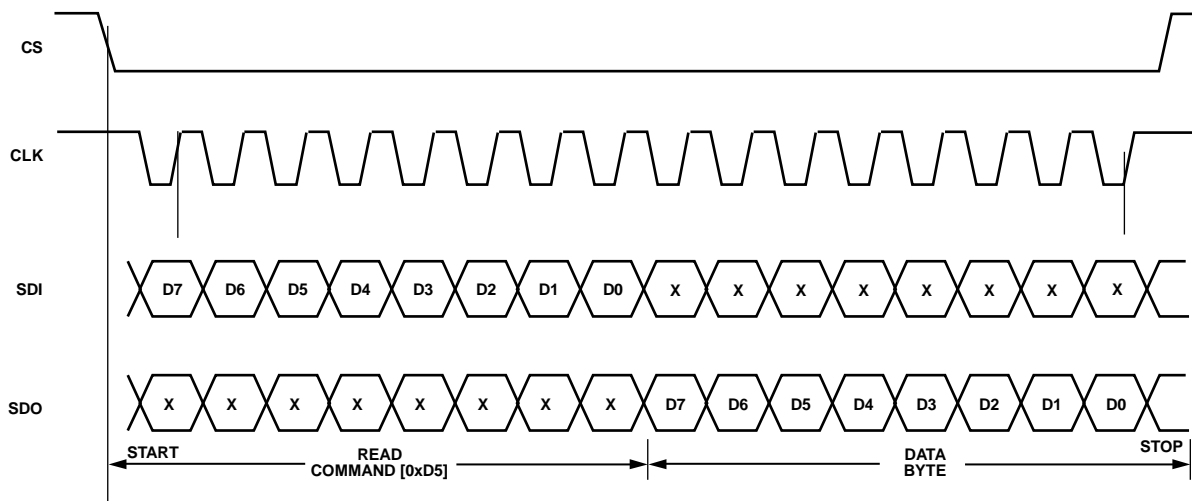 CS
CLK
SDI D7 D6 D5 D4 D3 D2 D1 D0 X X X X X X X X
SDO X X X X X X X X D7 D6 D5 D4 D3 D2 D1 D0
START READ COMMAND [0xD5] DATA BYTE STOP